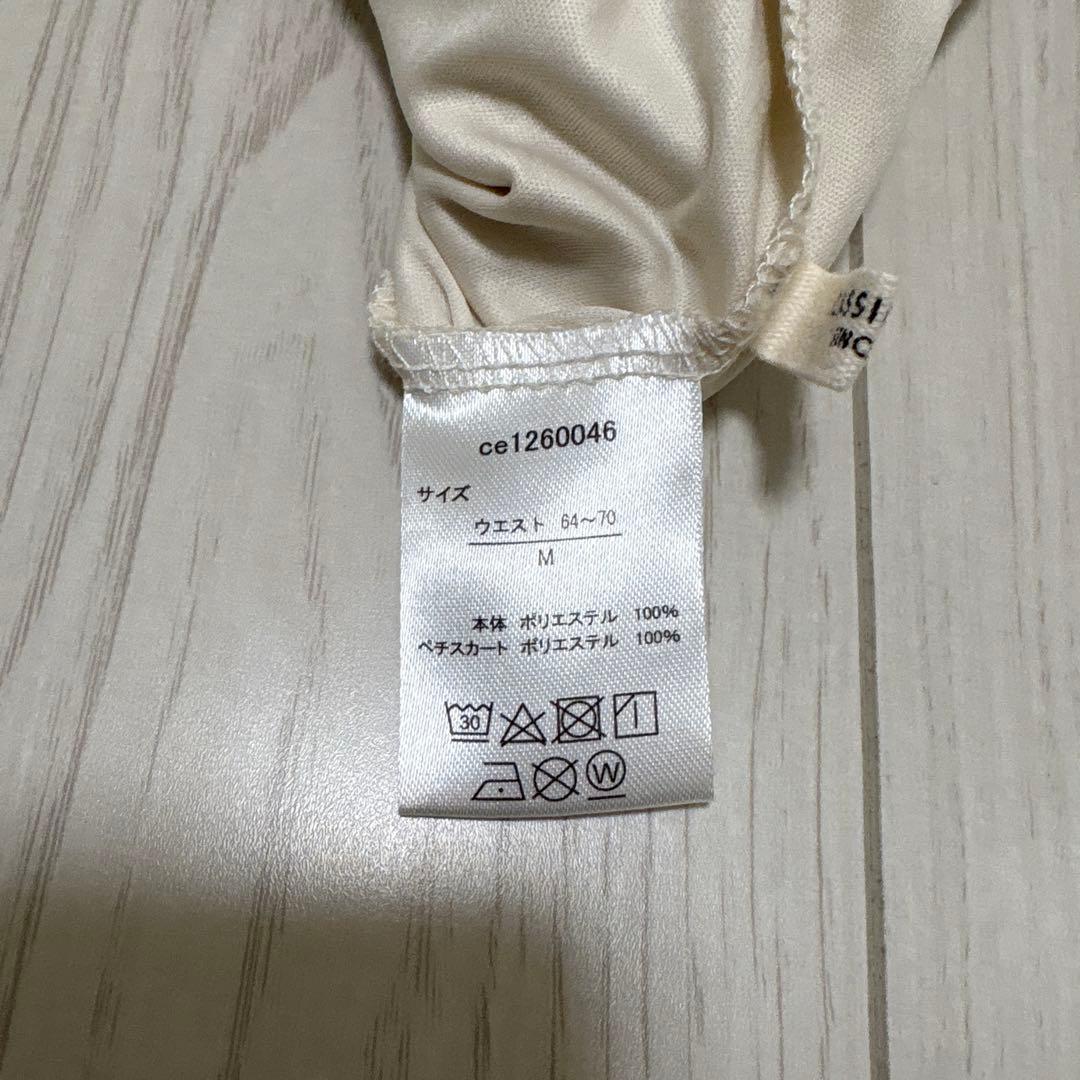 ce1260046
サイズ
ウエスト 64～70
M
本体 ポリエステル 100%
ペチスカート ポリエステル 100%
30
W